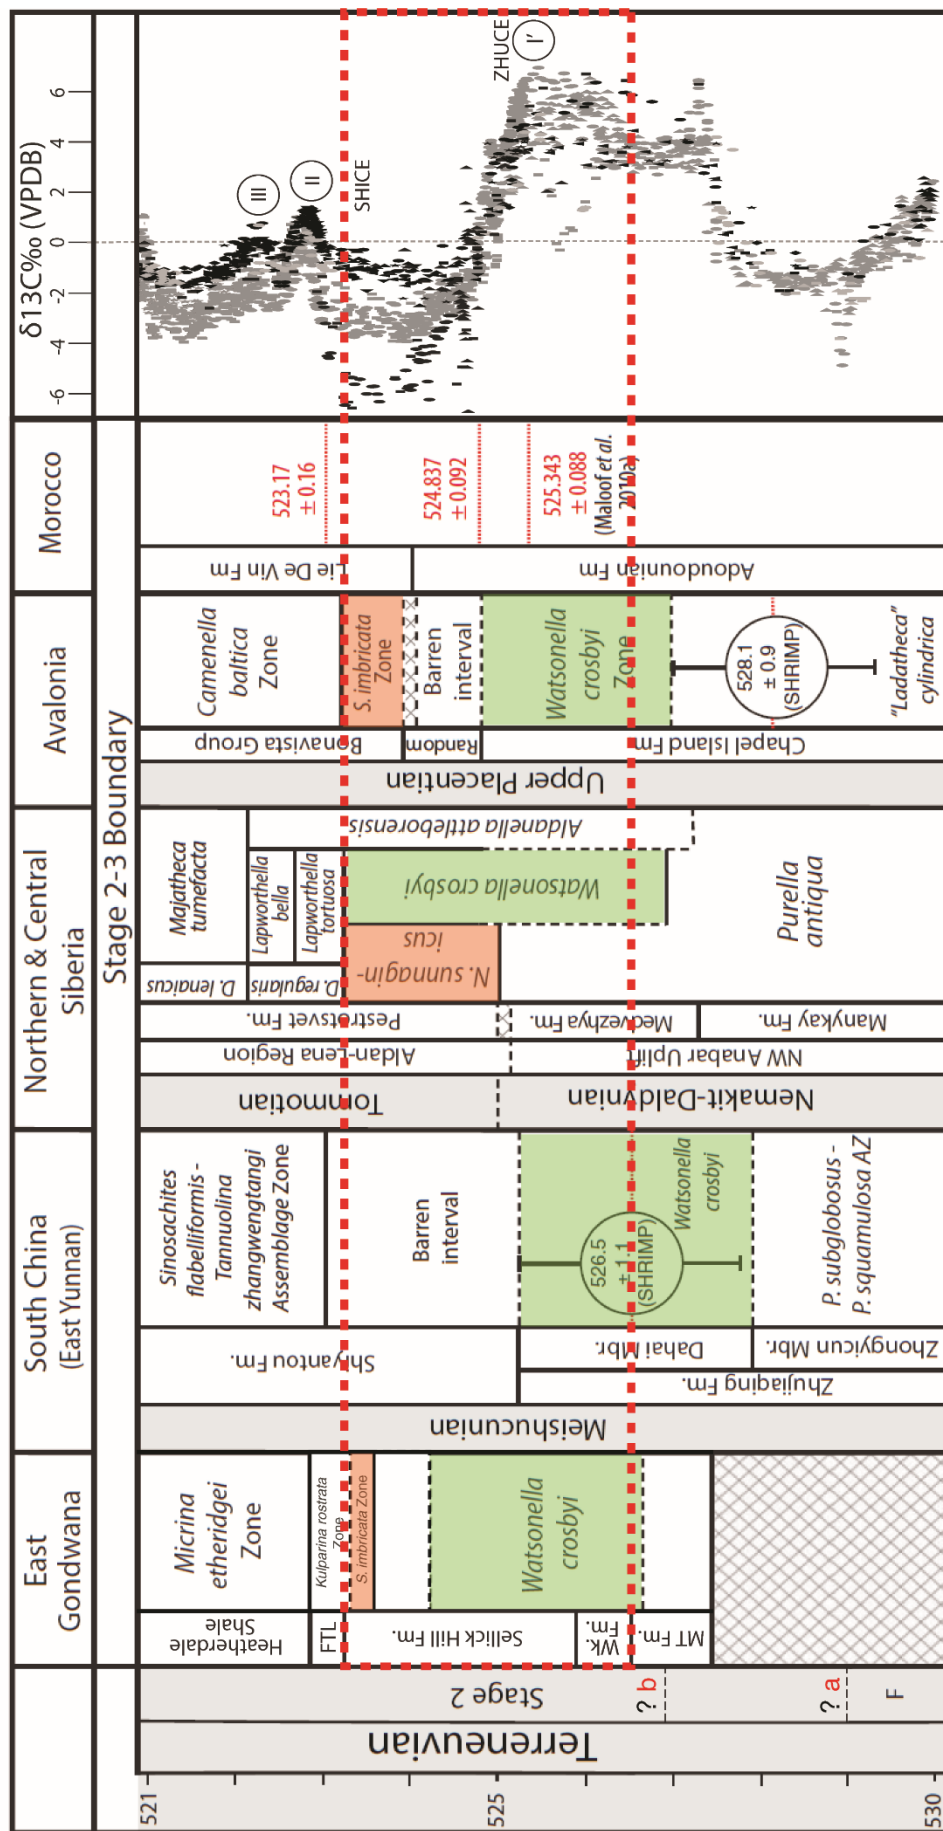 δ13C‰ (VPDB)
-6
-4
-2
0
2
4
6
III
II
SHICE
ZHUCE
I'
Morocco
523.17
± 0.16
524.837
± 0.092
525.343
± 0.088
(Maloof et al.
2010a)
Lie De Vin Fm
Adoudounian Fm
Avalonia
Camenella
baltica
Zone
S. imbricata
Zone
Barren
interval
Watsonella
crosbyi
Zone
528.1
± 0.9
(SHRIMP)
"Ladatheca"
cylindrica
Bonavista Group
Random
Chapel Island Fm
Upper Placentian
Stage 2-3 Boundary
Northern & Central
Siberia
Aldanella attleborensis
Majatheca
tumefacta
Lapworthella
bella
Lapworthella
tortuosa
Watsonella crosbyi
Purella
antiqua
D. lenaicus
D. regularis
N. sunnagin-
icus
Pestrotsvet Fm.
Medvezhya Fm.
Manykay Fm.
Aldan-Lena Region
NW Anabar Uplift
Tommotian
Nemakit-Daldynian
South China
(East Yunnan)
Sinosachites
flabelliformis -
Tannuolina
zhangwengtangi
Assemblage Zone
Barren
interval
526.5
± 1.1
(SHRIMP)
Watsonella
crosbyi
P. subglobosus -
P. squamulosa AZ
Shiyantou Fm.
Dahai Mbr.
Zhongyicun Mbr.
Zhujiaqing Fm.
Meishucunian
East
Gondwana
Micrina
etheridgei
Zone
Kulparina rostrata
Zone
S. imbricata Zone
Watsonella
crosbyi
Heatherdale
Shale
FTL
Sellick Hill Fm.
Wk.
Fm.
MT Fm.
Stage 2
? b
? a
F
Terreneuvian
521
525
530